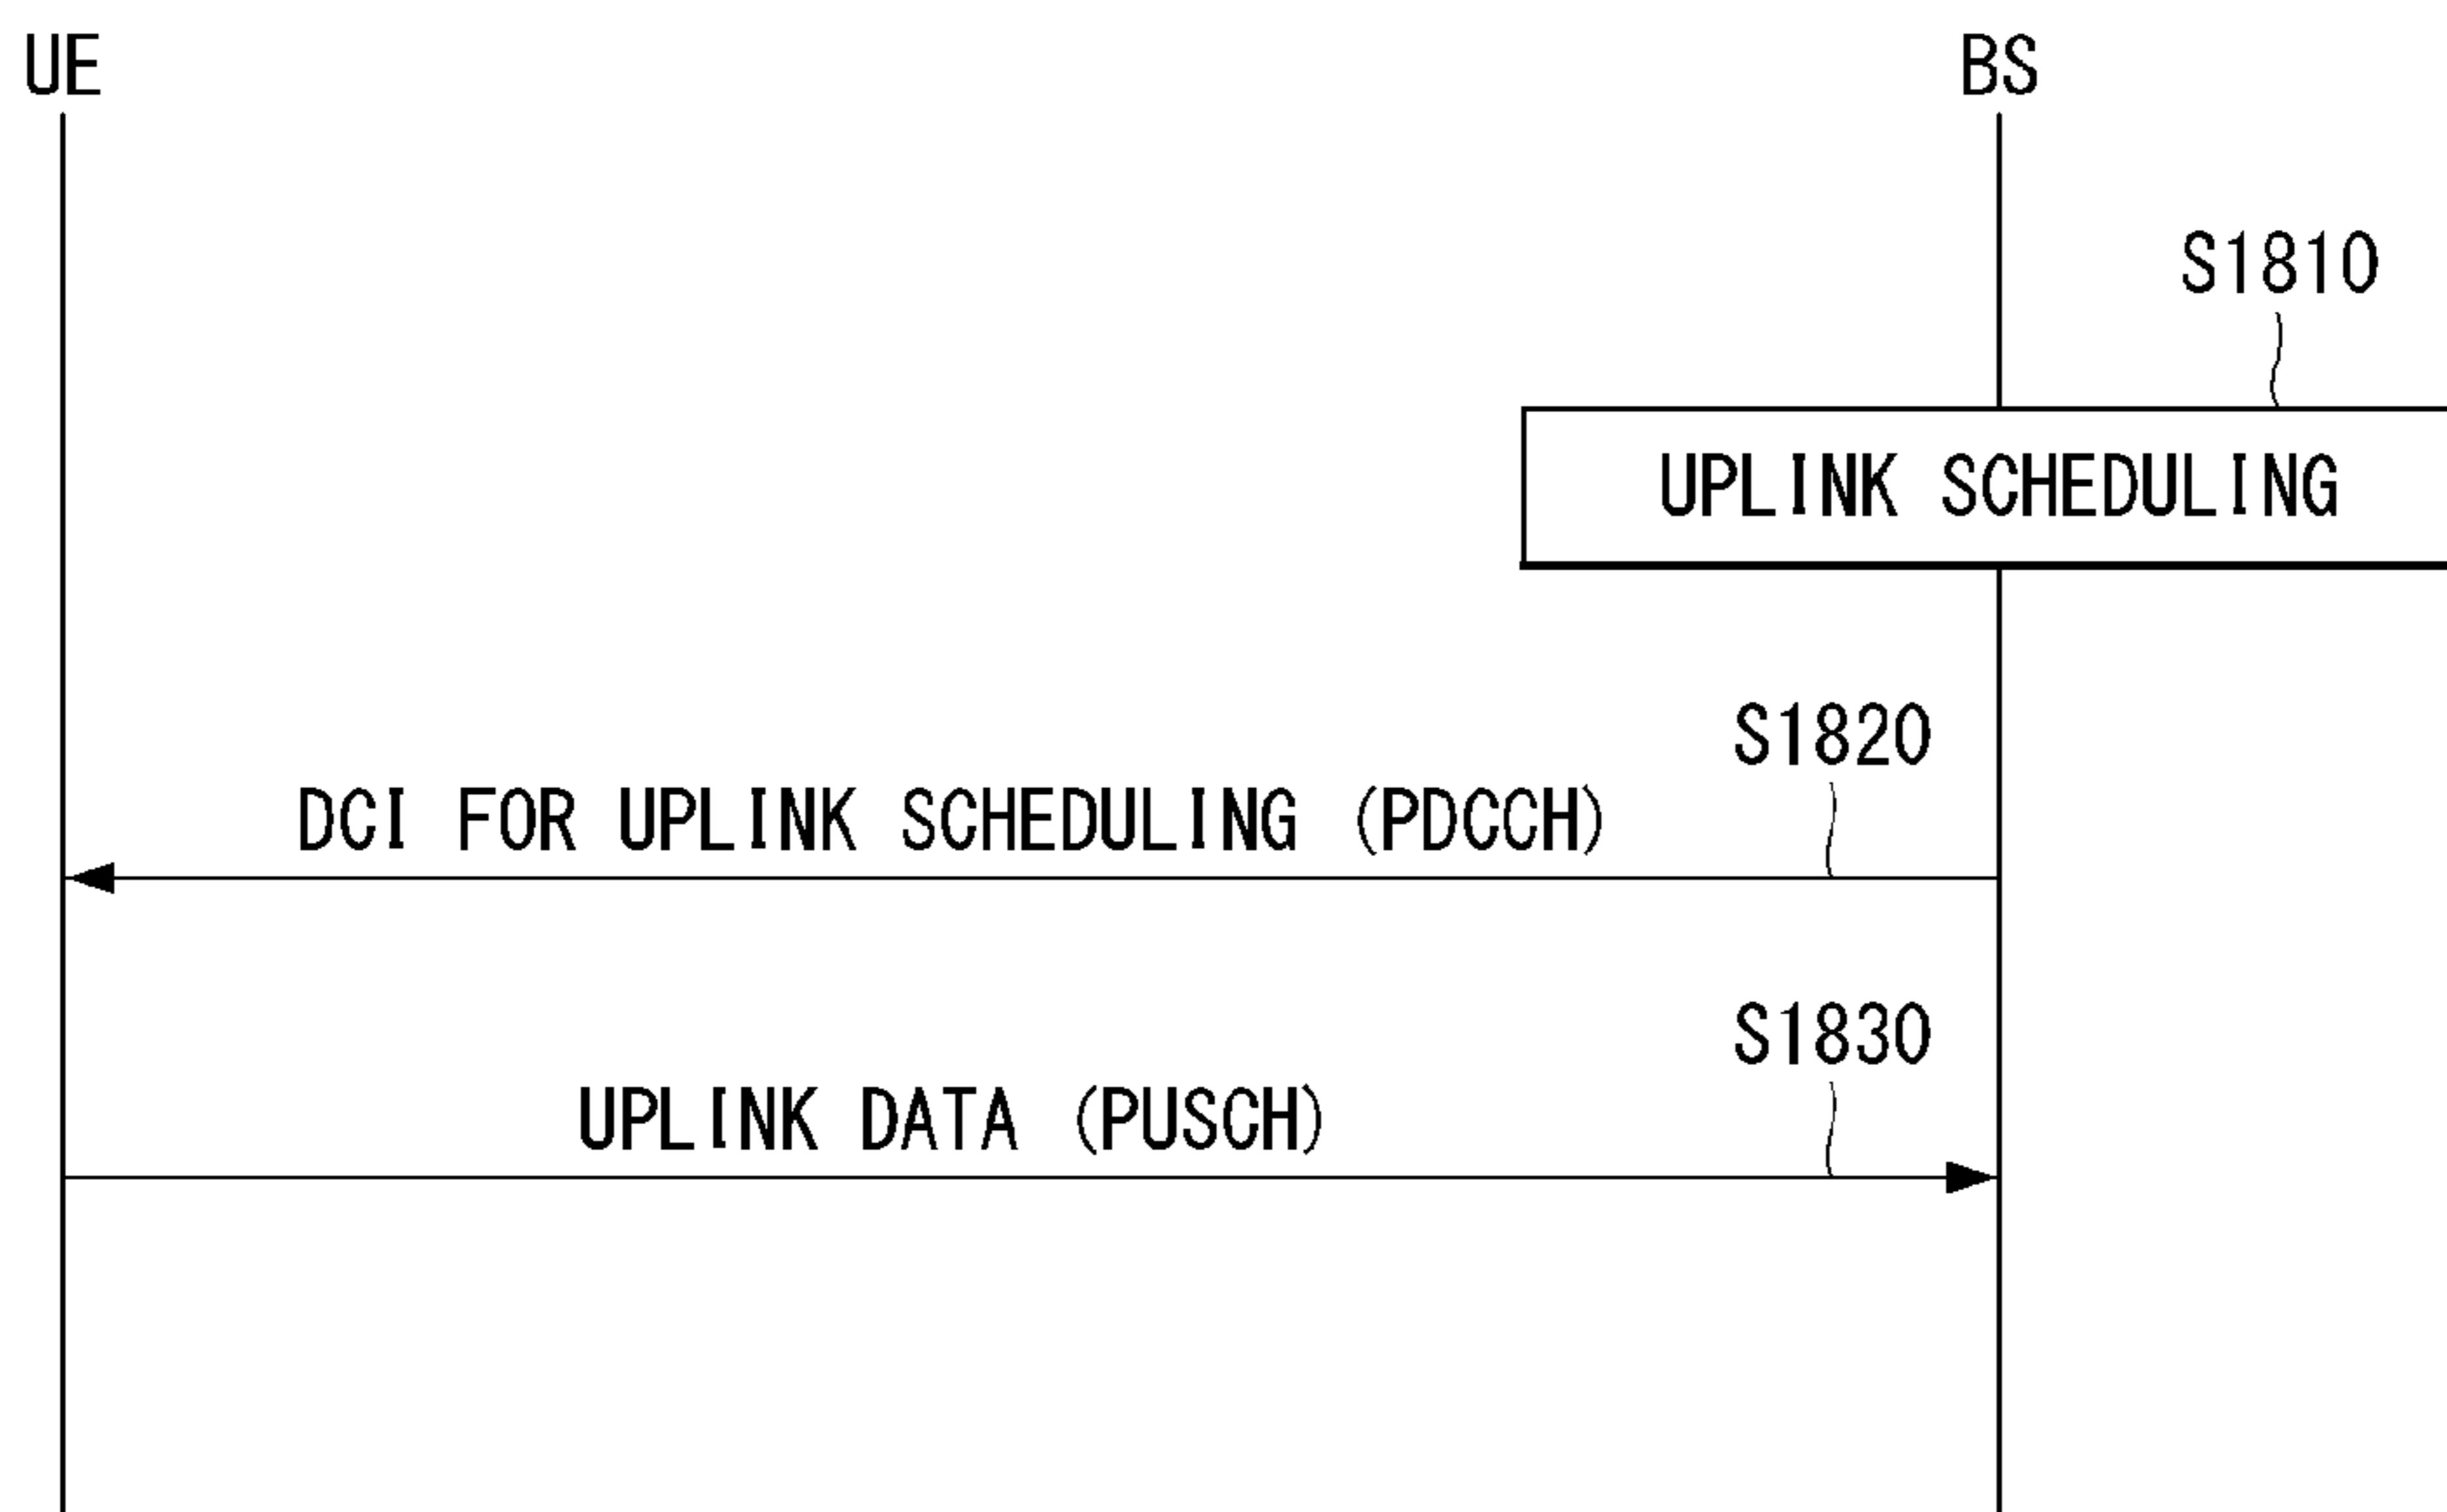 UE
BS
S1810
UPLINK SCHEDULING
S1820
DCI FOR UPLINK SCHEDULING (PDCCH)
S1830
UPLINK DATA (PUSCH)